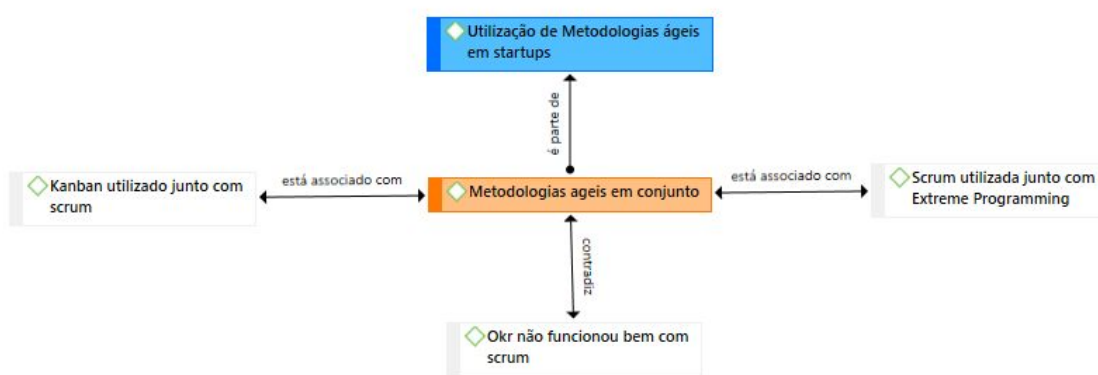 Utilização de Metodologias ágeis
em startups
é parte de
Kanban utilizado junto com
scrum
está associado com
Metodologias ageis em conjunto
está associado com
Scrum utilizada junto com
Extreme Programming
contradiz
Okr não funcionou bem com
scrum